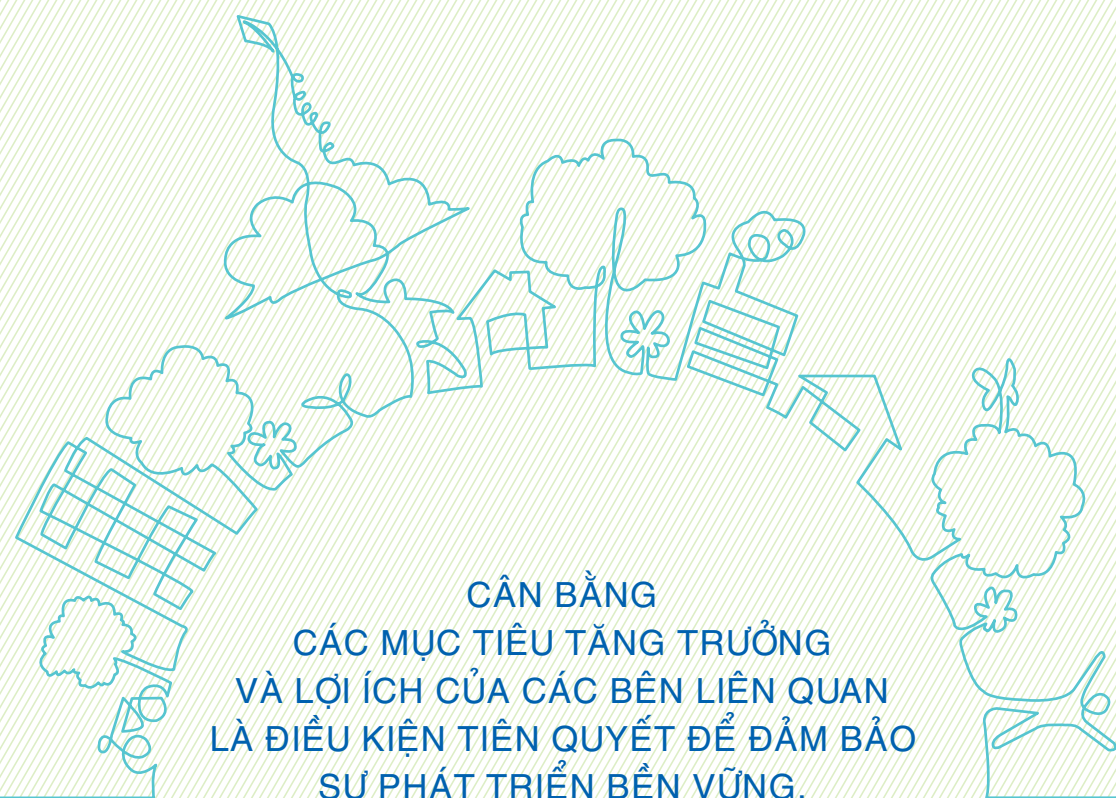 CÂN BẰNG
CÁC MỤC TIÊU TĂNG TRƯỞNG
VÀ LỢI ÍCH CỦA CÁC BÊN LIÊN QUAN
LÀ ĐIỀU KIỆN TIÊN QUYẾT ĐỂ ĐẢM BẢO
SỰ PHÁT TRIỂN BỀN VỮNG.